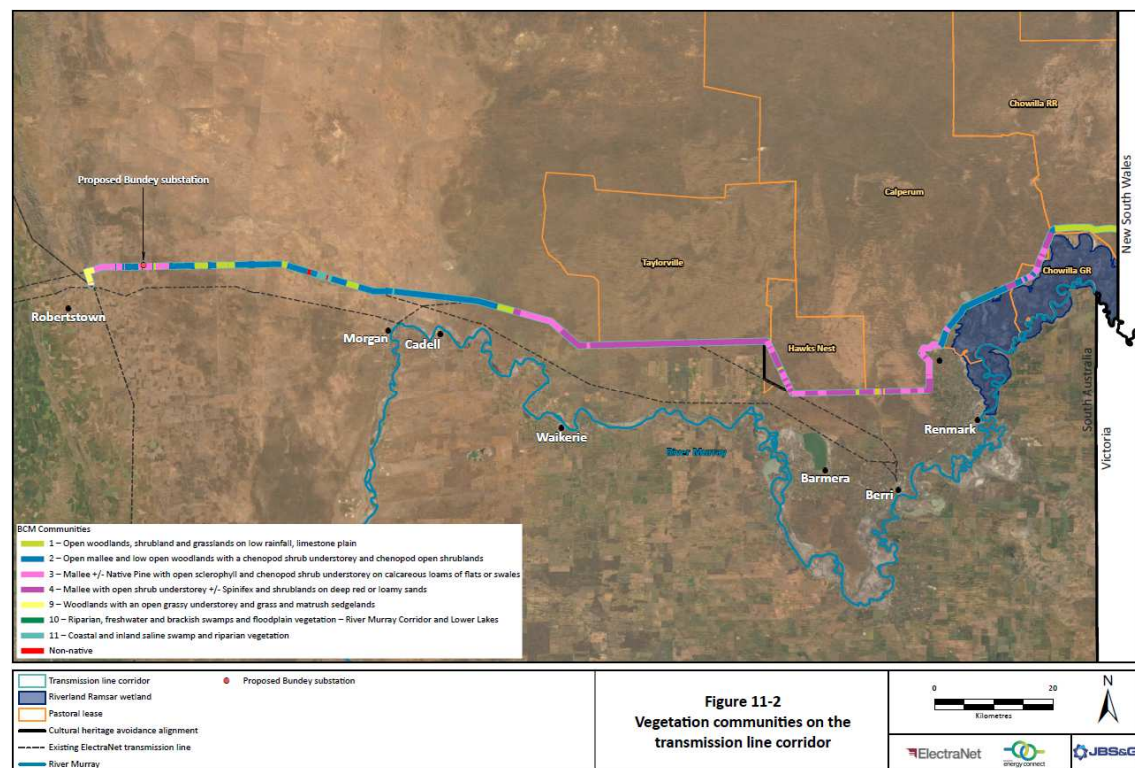 Chowilla RR
New South Wales
Proposed Bundey substation
Calperum
Taylorville
Chowilla GR
Robertstown
Morgan
Cadell
Hawks Nest
South Australia
Victoria
Renmark
Waikerie
River Murray
Barmera
Berri
BCM Communities
1 – Open woodlands, shrubland and grasslands on low rainfall, limestone plain
2 – Open mallee and low open woodlands with a chenopod shrub understorey and chenopod open shrublands
3 – Mallee +/- Native Pine with open sclerophyll and chenopod shrub understorey on calcareous loams of flats or swales
4 – Mallee with open shrub understorey +/- Spinifex and shrublands on deep red or loamy sands
9 – Woodlands with an open grassy understorey and grass and matrush sedgelands
10 – Riparian, freshwater and brackish swamps and floodplain vegetation – River Murray Corridor and Lower Lakes
11 – Coastal and inland saline swamp and riparian vegetation
Non-native
Transmission line corridor
Proposed Bundey substation
Riverland Ramsar wetland
Pastoral lease
Cultural heritage avoidance alignment
Existing ElectraNet transmission line
River Murray
Figure 11-2
Vegetation communities on the
transmission line corridor
0 20
Kilometres
N
ElectraNet
energy connect
JBS&G